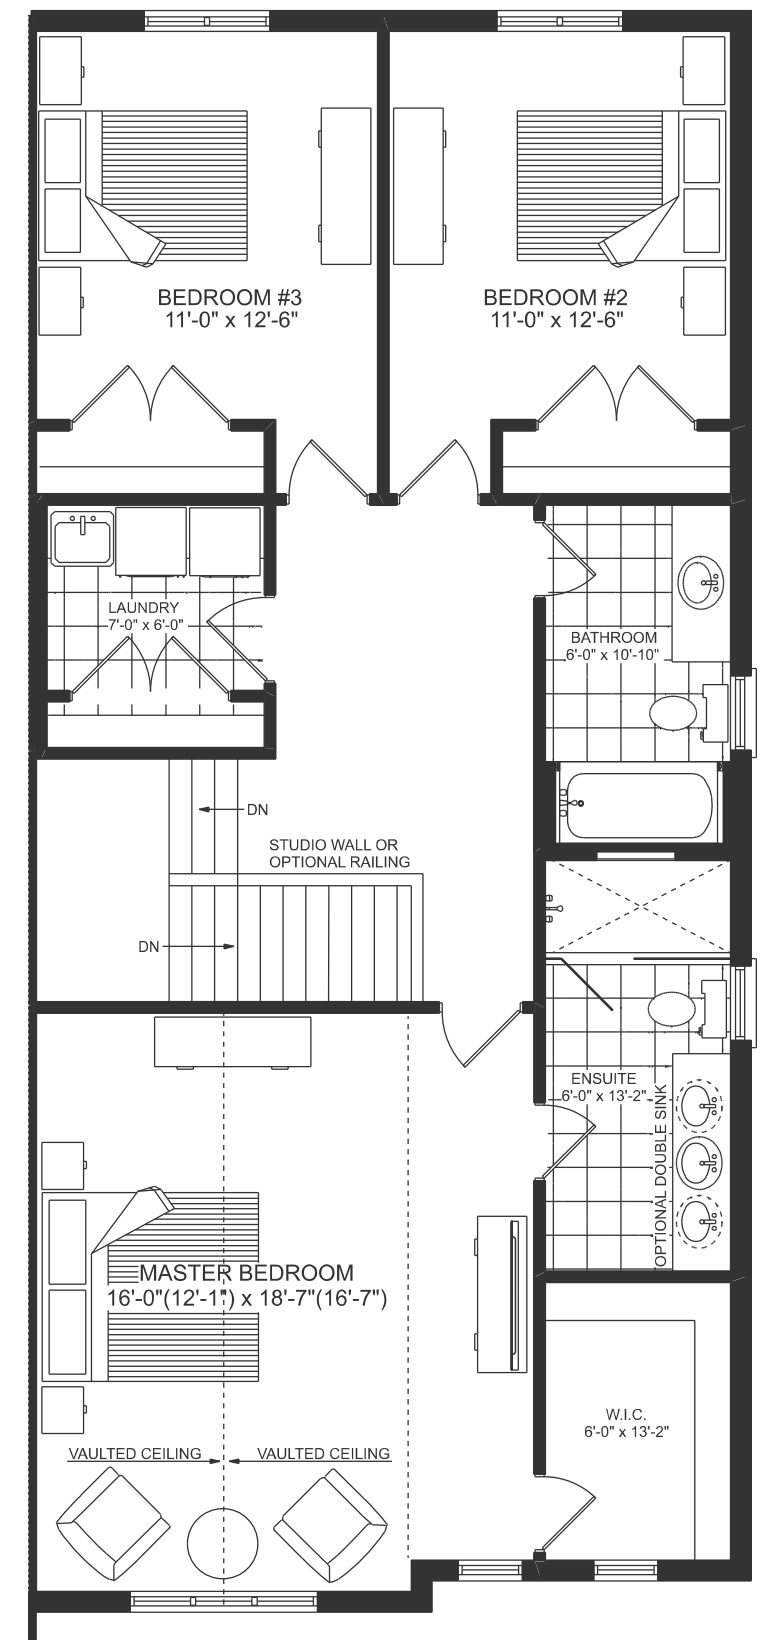 BEDROOM #3
11'-0" x 12'-6"
BEDROOM #2
11'-0" x 12'-6"
LAUNDRY
7'-0" x 6'-0"
BATHROOM
6'-0" x 10'-10"
DN
STUDIO WALL OR
OPTIONAL RAILING
DN
ENSUITE
6'-0" x 13'-2"
OPTIONAL DOUBLE SINK
MASTER BEDROOM
16'-0"(12'-1") x 18'-7"(16'-7")
W.I.C.
6'-0" x 13'-2"
VAULTED CEILING
VAULTED CEILING